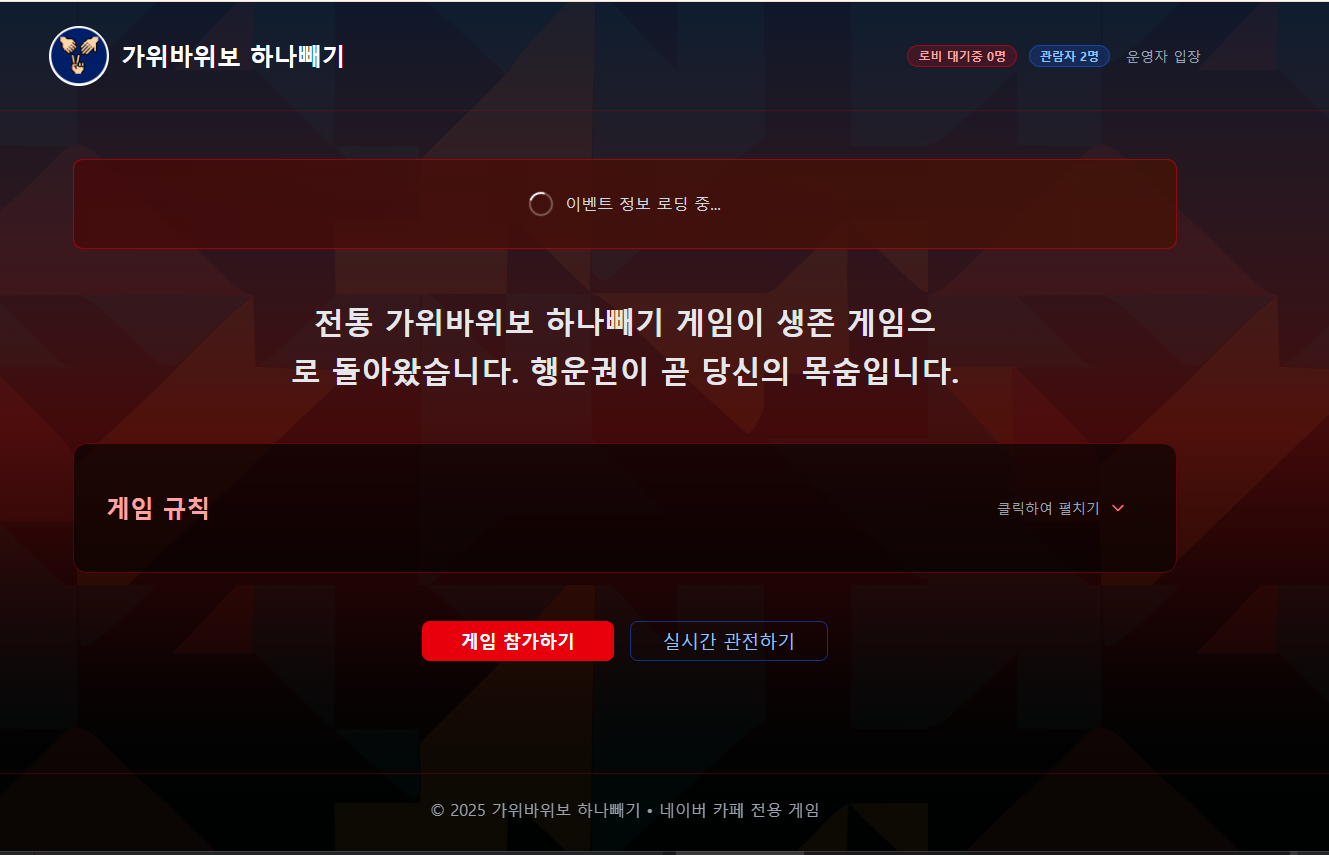 가위바위보 하나빼기
로비 대기중 0명
관람자 2명
운영자 입장
이벤트 정보 로딩 중...
전통 가위바위보 하나빼기 게임이 생존 게임으
로 돌아왔습니다. 행운권이 곧 당신의 목숨입니다.
게임 규칙
클릭하여 펼치기
게임 참가하기
실시간 관전하기
© 2025 가위바위보 하나빼기 • 네이버 카페 전용 게임